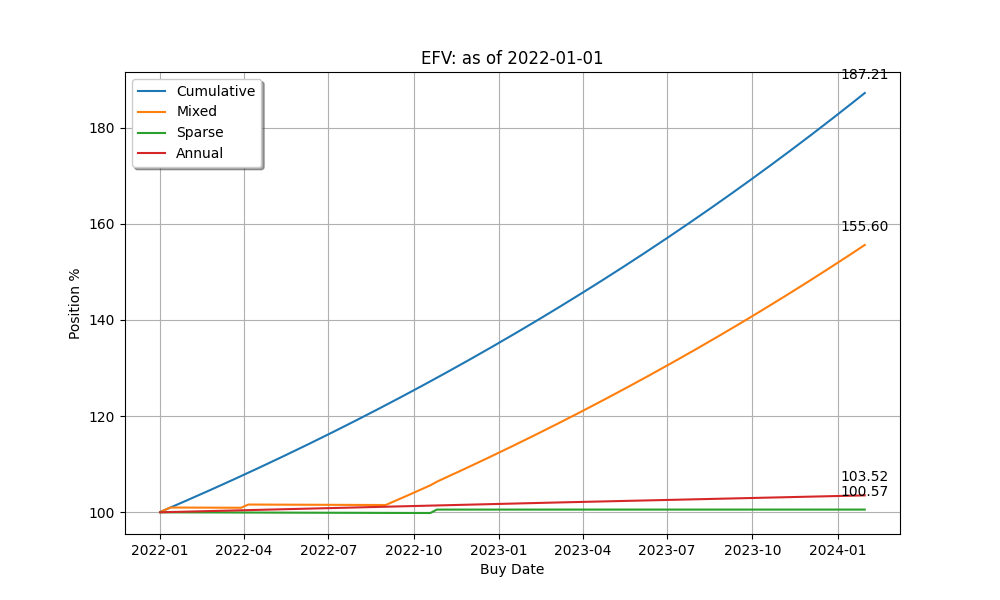 EFV: as of 2022-01-01
187.21
Cumulative
Mixed
Sparse
Annual
180
160
155.60
Position %
140
120
103.52
100.57
100
2022-01 2022-04 2022-07 2022-10 2023-01 2023-04 2023-07 2023-10 2024-01
Buy Date